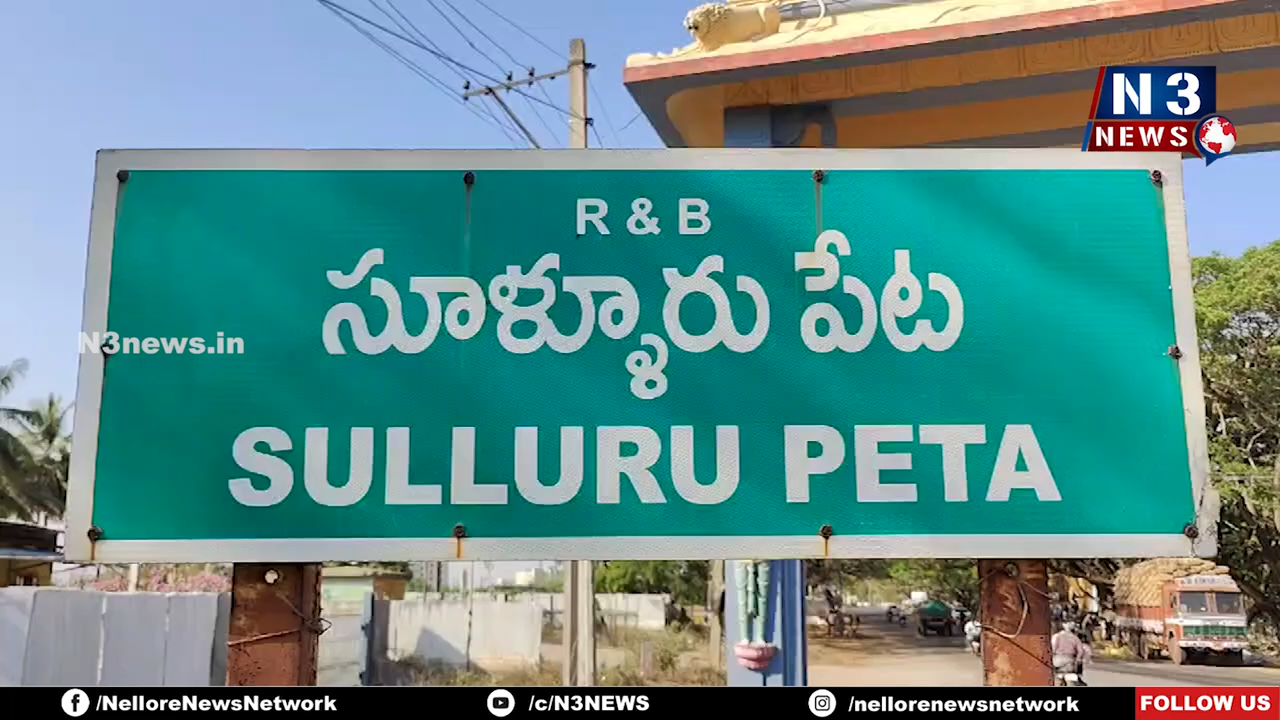 N3
NEWS
R & B
సూళ్ళూరు పేట
N3news.in
SULLURU PETA
/NelloreNewsNetwork
/c/N3NEWS
/nellorenewsnetwork
FOLLOW US